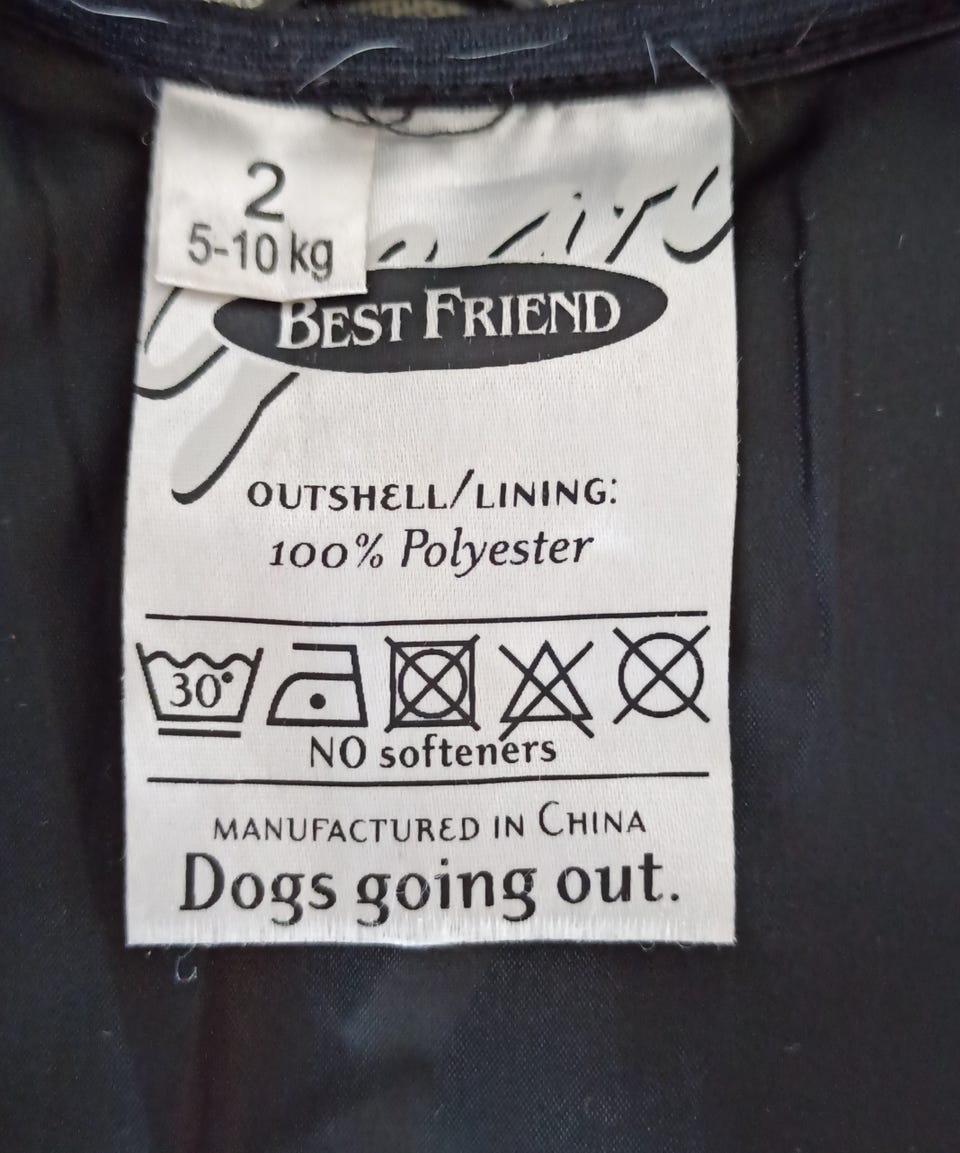 2
5-10 kg
BEST FRIEND
OUTSHELL/LINING:
100% Polyester
30°
NO softeners
MANUFACTURED IN CHINA
Dogs going out.